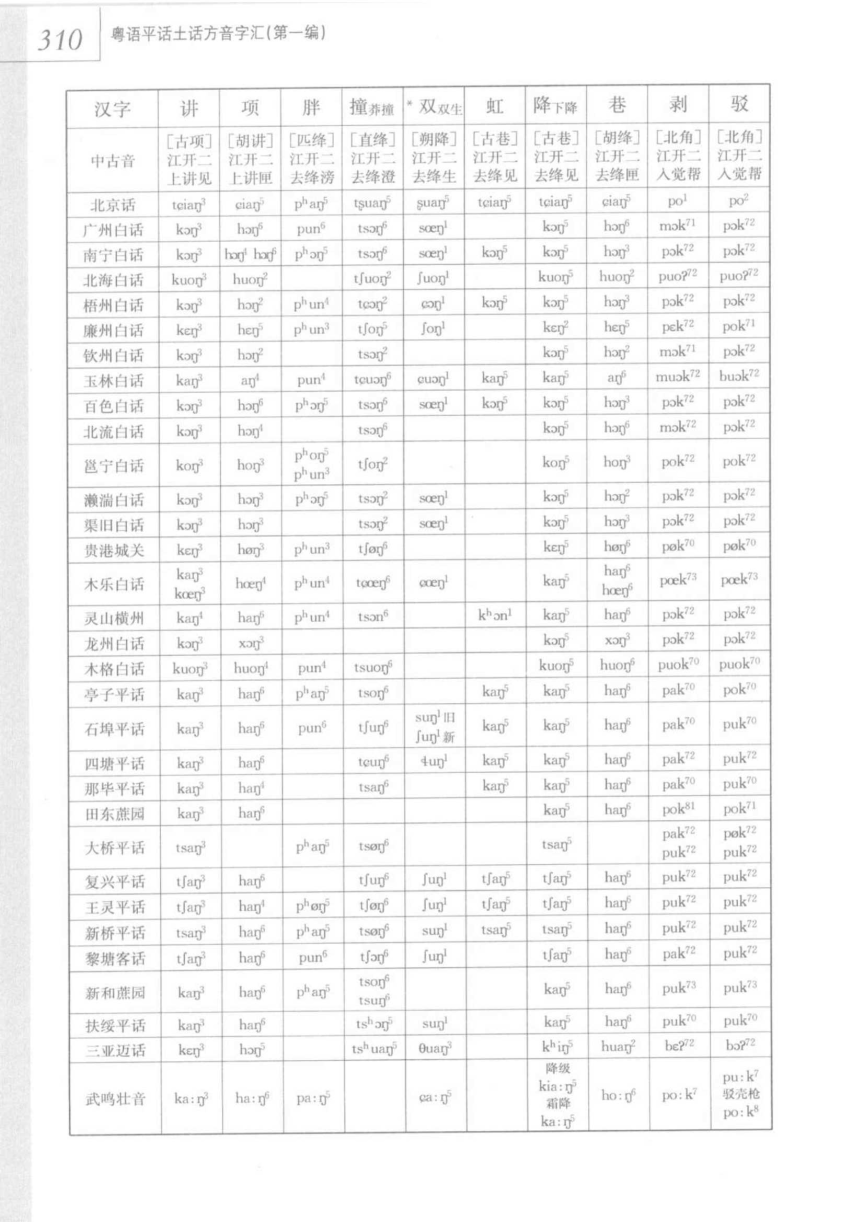 310
粤语平话土话方音字汇(第一编)
汉字 讲 项 胖 撞莽撞 *双双生 虹 降下降 巷 剥 驳
中古音 [古项]江开二上讲见 [胡讲]江开二上讲匣 [匹绛]江开二去绛滂 [直绛]江开二去绛澄 [朔降]江开二去绛生 [古巷]江开二去绛见 [古巷]江开二去绛见 [胡绛]江开二去绛匣 [北角]江开二入觉帮 [北角]江开二入觉帮
北京话 tɕiaŋ³ ɕiaŋ⁵ pʰaŋ⁵ tʂuaŋ⁵ ʂuaŋ⁵ tɕiaŋ⁵ tɕiaŋ⁵ ɕiaŋ⁵ po¹ po²
广州白话 kɔŋ³ hɔŋ⁶ pun⁶ tsɔŋ⁶ sœŋ¹ kɔŋ⁵ hɔŋ⁶ mɔk⁷¹ pɔk⁷²
南宁白话 kɔŋ³ hɔŋ⁴ hɔŋ⁶ pʰɔŋ⁵ tsɔŋ⁶ sœŋ¹ kɔŋ⁵ kɔŋ⁵ hɔŋ³ pɔk⁷² pɔk⁷²
北海白话 kuoŋ³ huoŋ² tʃuoŋ² ʃuoŋ¹ kuoŋ⁵ huoŋ² puoʔ⁷² puoʔ⁷²
梧州白话 kɔŋ³ hɔŋ² pʰun⁴ tɕɔŋ² ɕɔŋ¹ kɔŋ⁵ kɔŋ⁵ hɔŋ³ pɔk⁷² pɔk⁷²
廉州白话 kɛŋ³ hɛŋ⁵ pʰun³ tʃoŋ⁵ ʃoŋ¹ kɛŋ² hɛŋ⁵ pɛk⁷² pok⁷¹
钦州白话 kɔŋ³ hɔŋ² tsɔŋ² kɔŋ⁵ hɔŋ² mɔk⁷¹ pɔk⁷²
玉林白话 kaŋ³ aŋ⁴ pun⁴ tɕuɔŋ⁶ ɕuɔŋ¹ kaŋ⁵ kaŋ⁵ aŋ⁶ muɔk⁷² buɔk⁷²
百色白话 kɔŋ³ hɔŋ⁶ pʰɔŋ⁵ tsɔŋ⁶ sœŋ¹ kɔŋ⁵ kɔŋ⁵ hɔŋ³ pɔk⁷² pɔk⁷²
北流白话 kɔŋ³ hɔŋ⁴ tsɔŋ⁶ kɔŋ⁵ hɔŋ⁶ mɔk⁷² pɔk⁷²
邕宁白话 koŋ³ hoŋ³ pʰoŋ⁵ pʰun³ tʃoŋ² koŋ⁵ hoŋ³ pok⁷² pok⁷²
濑湍白话 kɔŋ³ hɔŋ³ pʰɔŋ⁵ tsɔŋ² sœŋ¹ kɔŋ⁵ hɔŋ² pɔk⁷² pɔk⁷²
渠旧白话 kɔŋ³ hɔŋ³ tsɔŋ² sœŋ¹ kɔŋ⁵ hɔŋ³ pɔk⁷² pɔk⁷²
贵港城关 kɛŋ³ høŋ³ pʰun³ tʃøŋ⁶ kɛŋ⁵ høŋ⁶ pøk⁷⁰ pøk⁷⁰
木乐白话 kaŋ³ kœŋ³ hœŋ⁴ pʰun⁴ tɕœŋ⁶ ɕœŋ¹ kaŋ⁵ haŋ⁶ hœŋ⁶ pœk⁷³ pœk⁷³
灵山横州 kaŋ⁴ haŋ⁶ pʰun⁴ tsɔn⁶ kʰɔn¹ kaŋ⁵ haŋ⁶ pɔk⁷² pɔk⁷²
龙州白话 kɔŋ³ xɔŋ³ kɔŋ⁵ xɔŋ³ pɔk⁷² pɔk⁷²
木格白话 kuoŋ³ huoŋ⁴ pun⁴ tsuoŋ⁶ kuoŋ⁵ huoŋ⁶ puok⁷⁰ puok⁷⁰
亭子平话 kaŋ³ haŋ⁶ pʰaŋ⁵ tsoŋ⁶ kaŋ⁵ kaŋ⁵ haŋ⁶ pak⁷⁰ pok⁷⁰
石埠平话 kaŋ³ haŋ⁶ pun⁶ tʃuŋ⁶ suŋ¹旧 ʃuŋ¹新 kaŋ⁵ kaŋ⁵ haŋ⁶ pak⁷⁰ puk⁷⁰
四塘平话 kaŋ³ haŋ⁶ tɕuŋ⁶ ɬuŋ¹ kaŋ⁵ kaŋ⁵ haŋ⁶ pak⁷² puk⁷²
那毕平话 kaŋ³ haŋ⁴ tsaŋ⁶ kaŋ⁵ kaŋ⁵ haŋ⁶ pak⁷⁰ puk⁷⁰
田东蔗园 kaŋ³ haŋ⁶ kaŋ⁵ haŋ⁶ pok⁸¹ pok⁷¹
大桥平话 tsaŋ³ pʰaŋ⁵ tsøŋ⁶ tsaŋ⁵ pak⁷² puk⁷² pøk⁷² puk⁷²
复兴平话 tʃaŋ³ haŋ⁶ tʃuŋ⁶ ʃuŋ¹ tʃaŋ⁵ tʃaŋ⁵ haŋ⁶ puk⁷² puk⁷²
王灵平话 tʃaŋ³ haŋ⁴ pʰøŋ⁵ tʃøŋ⁶ ʃuŋ¹ tʃaŋ⁵ tʃaŋ⁵ haŋ⁶ puk⁷² puk⁷²
新桥平话 tsaŋ³ haŋ⁶ pʰaŋ⁵ tsøŋ⁶ suŋ¹ tsaŋ⁵ tsaŋ⁵ haŋ⁶ puk⁷² puk⁷²
黎塘客话 tʃaŋ³ haŋ⁶ pun⁶ tʃɔŋ⁶ ʃuŋ¹ tʃaŋ⁵ haŋ⁶ pak⁷² puk⁷²
新和蔗园 kaŋ³ haŋ⁶ pʰaŋ⁵ tsoŋ⁶ tsuŋ⁶ kaŋ⁵ haŋ⁶ puk⁷³ puk⁷³
扶绥平话 kaŋ³ haŋ⁶ tsʰɔŋ⁵ suŋ¹ kaŋ⁵ haŋ⁶ puk⁷⁰ puk⁷⁰
三亚迈话 kɛŋ³ hɔŋ⁵ tsʰuaŋ⁵ θuaŋ³ kʰiŋ⁵ huaŋ² bɛʔ⁷² bɔʔ⁷²
武鸣壮音 ka:ŋ³ ha:ŋ⁶ pa:ŋ⁵ ɕa:ŋ⁵ 降级 kia:ŋ⁵ 霜降 ka:ŋ⁵ ho:ŋ⁶ po:k⁷ pu:k⁷ 驳壳枪 po:k⁸